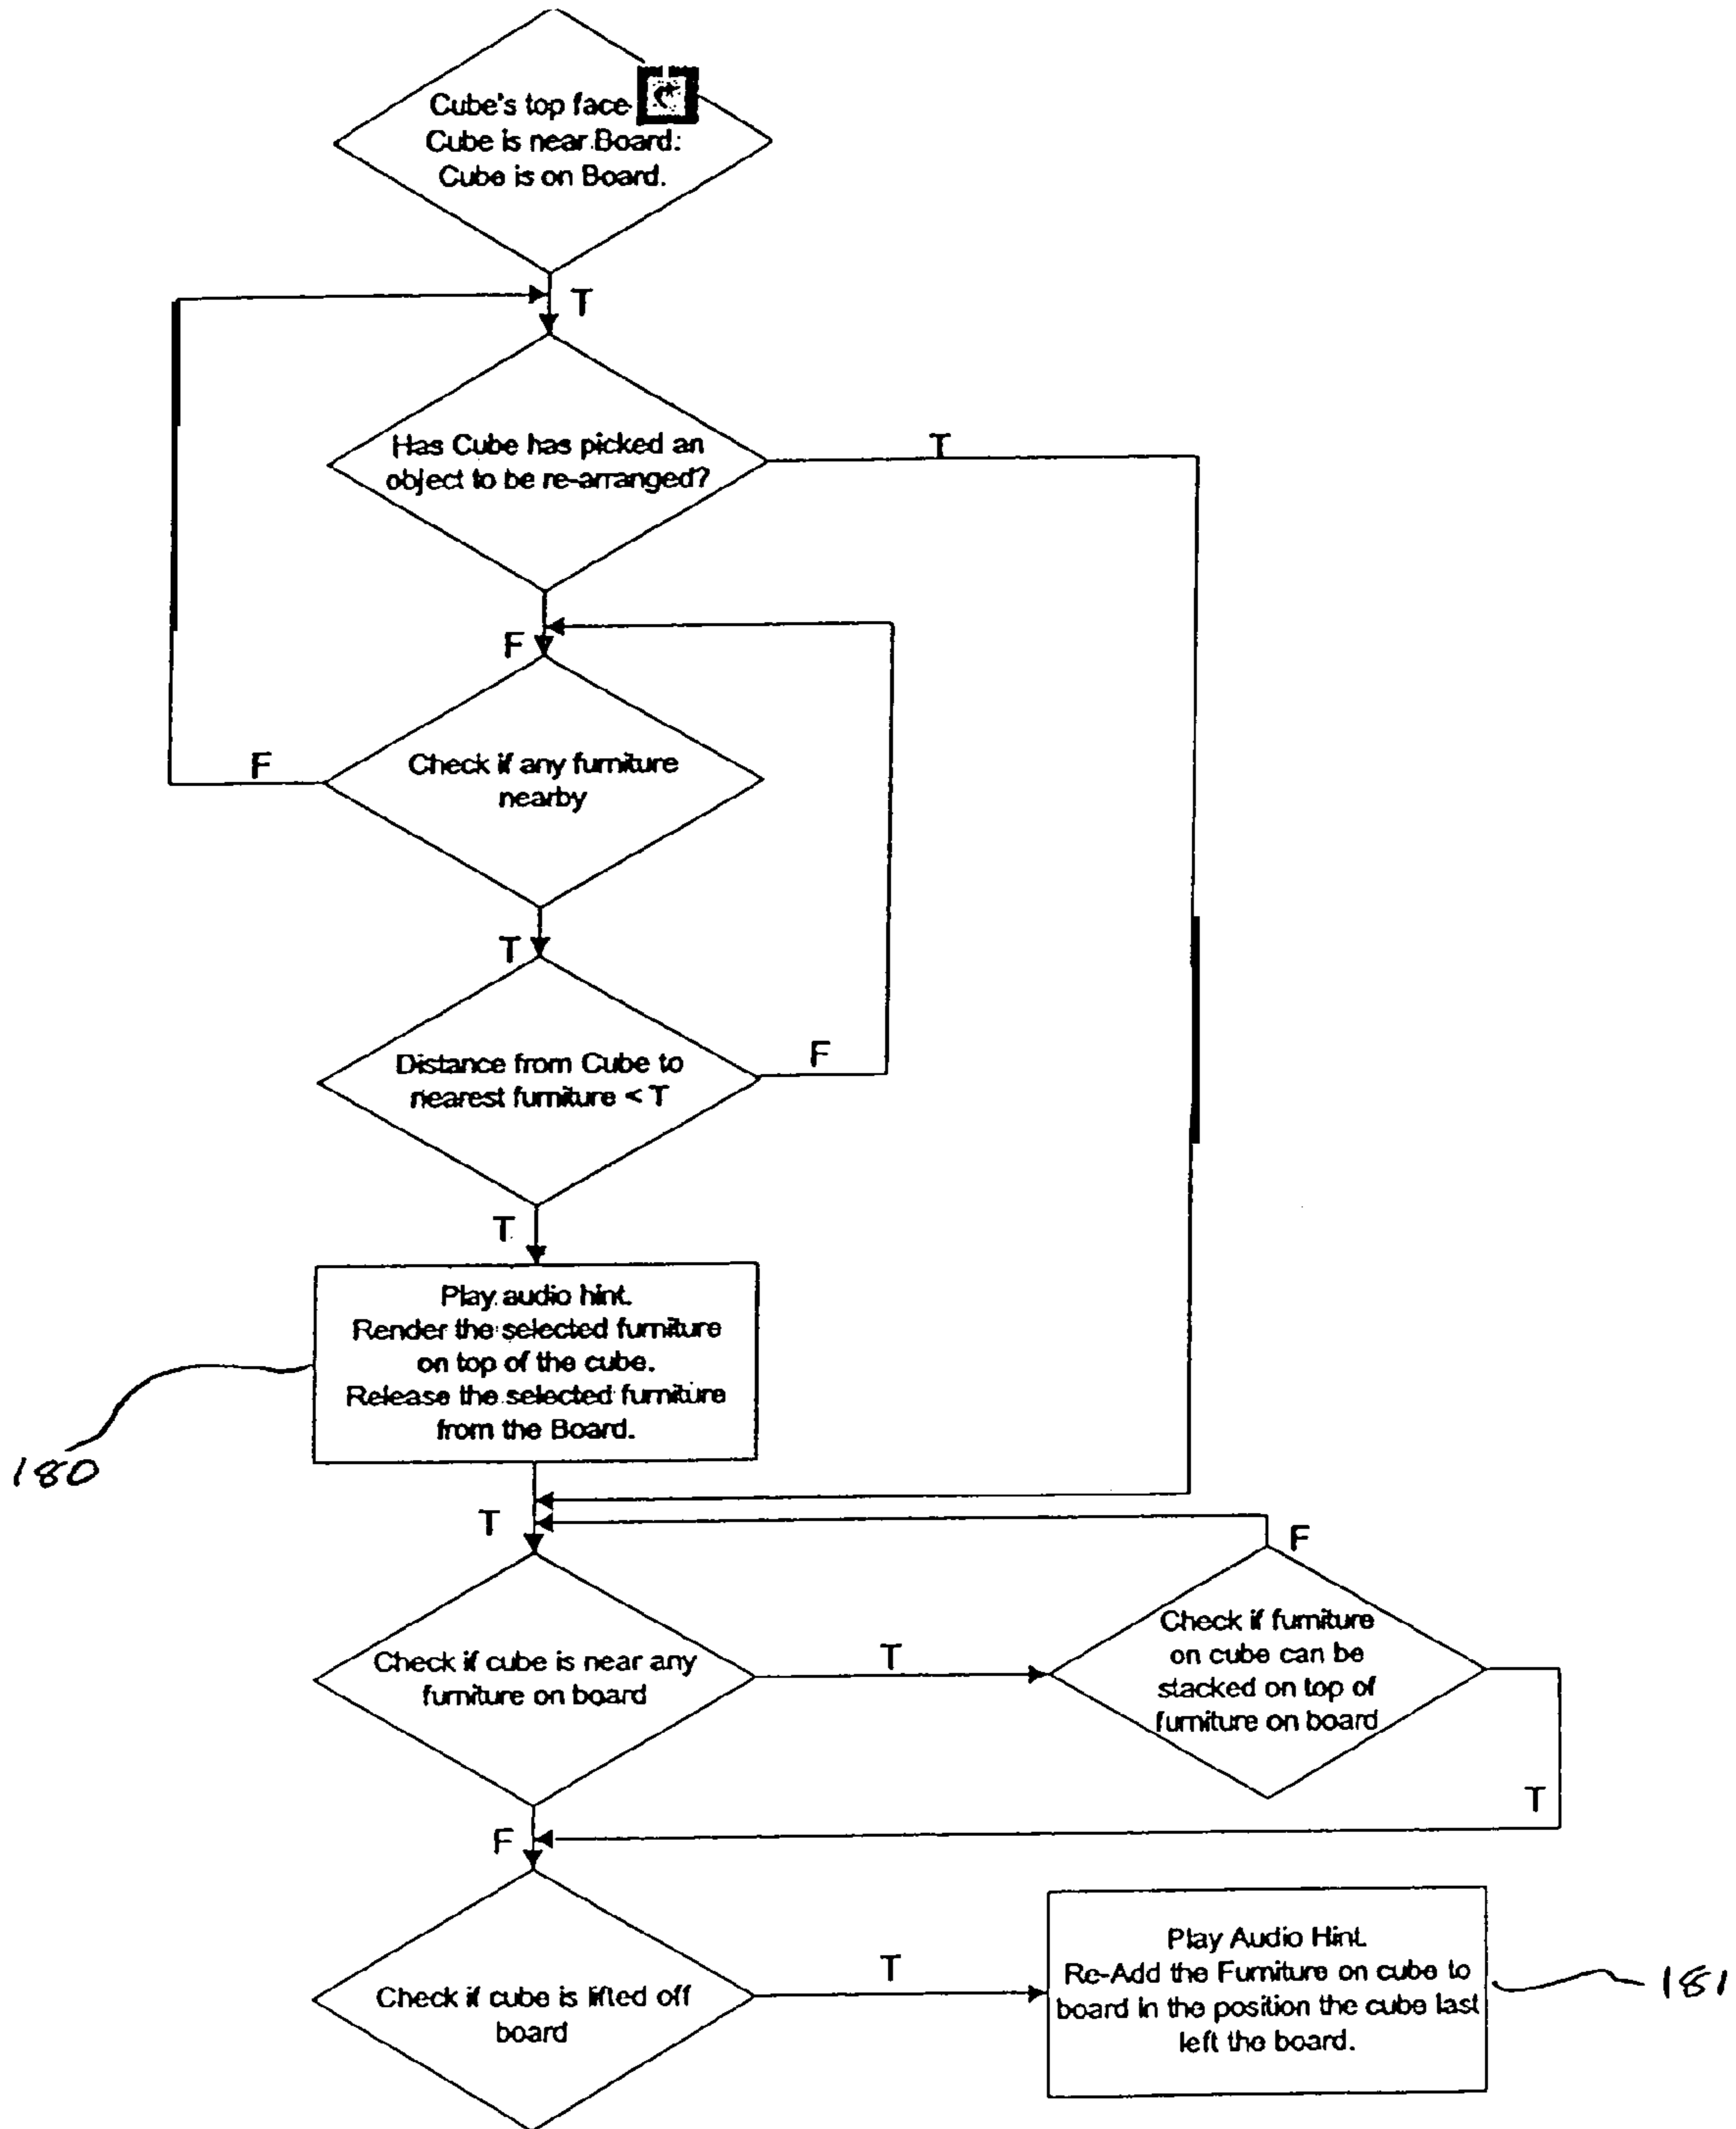 Cube's top face
Cube is near Board:
Cube is on Board.
T
Has Cube has picked an
object to be re-arranged?
T
F
Check if any furniture
nearby
F
T
Distance from Cube to
nearest furniture < T
F
T
Play audio hint.
Render the selected furniture
on top of the cube.
Release the selected furniture
from the Board.
180
T
Check if cube is near any
furniture on board
T
Check if furniture
on cube can be
stacked on top of
furniture on board
F
T
F
Check if cube is lifted off
board
T
Play Audio Hint.
Re-Add the Furniture on cube to
board in the position the cube last
left the board.
181